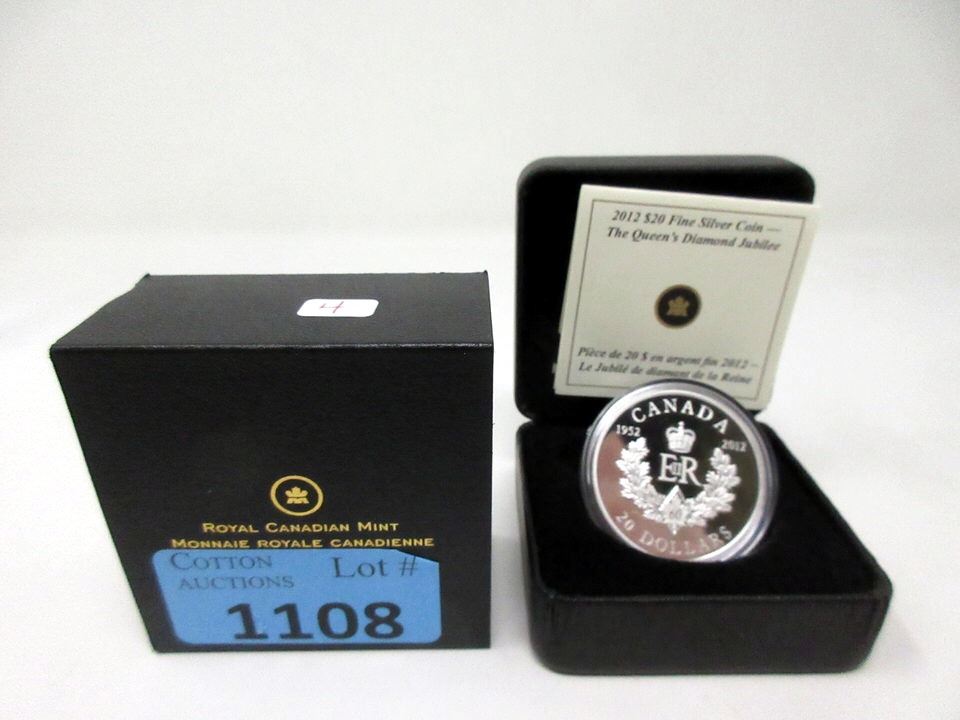 4
ROYAL CANADIAN MINT
MONNAIE ROYALE CANADIENNE
COTTON
AUCTIONS
Lot #
1108
2012 $20 Fine Silver Coin —
The Queen's Diamond Jubilee
Pièce de 20 $ en argent fin 2012 –
Le Jubilé de diamant de la Reine
CANADA
1952 2012
EIIR
60
20 DOLLARS